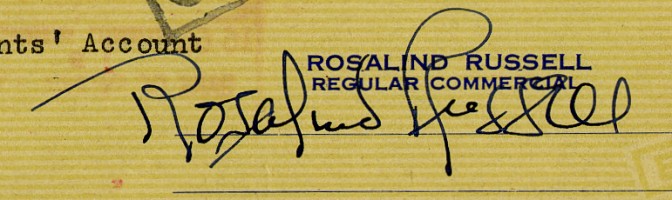 nts' Account
ROSALIND RUSSELL
REGULAR COMMERCIAL
Rosalind Russell